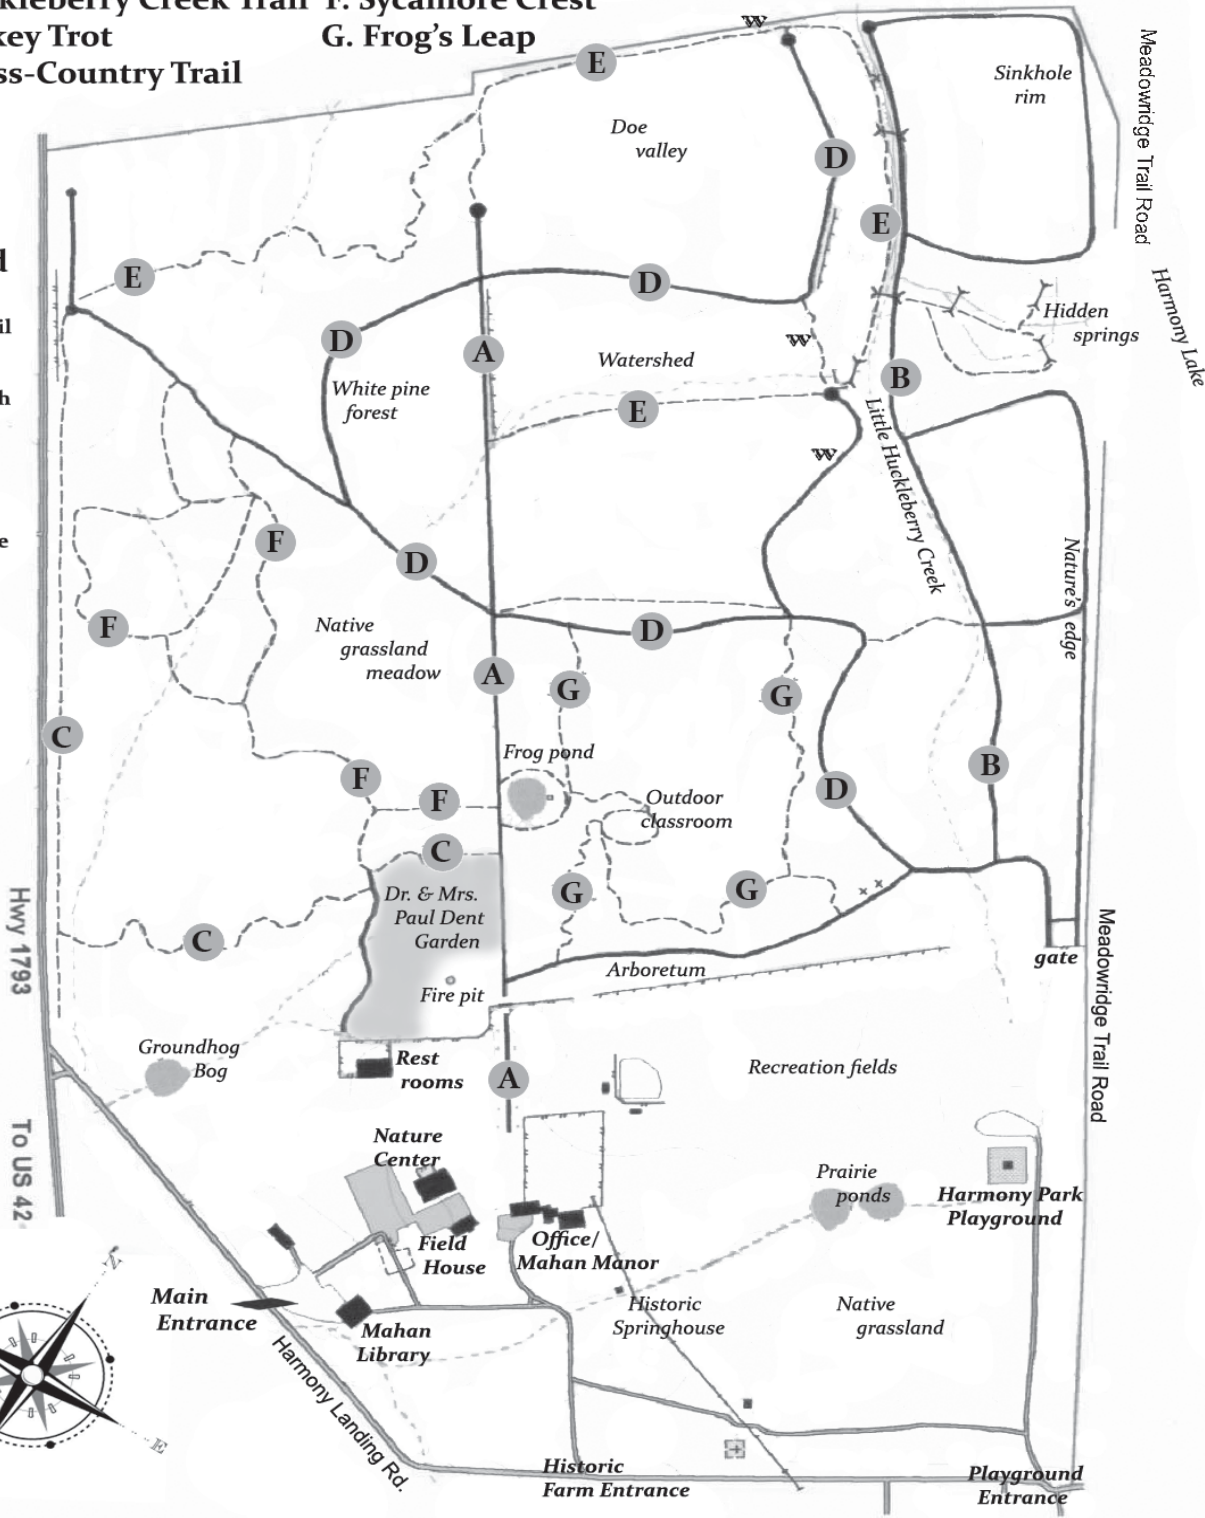 kleberry Creek Trail F. Sycamore Crest
key Trot G. Frog's Leap
ss-Country Trail
E
Sinkhole
rim
Meadowridge Trail Road
Doe
valley
D
E
d
E
il
D
D
Hidden
springs
Harmony Lake
A
Watershed
B
h
White pine
forest
E
Little Huckleberry Creek
e
F
D
Nature's edge
F
Native
grassland
meadow
D
A
G
G
C
Frog pond
B
F
F
D
Outdoor
classroom
C
Dr. & Mrs.
Paul Dent
Garden
G
G
Hwy 1793
C
Arboretum
gate
Fire pit
Meadowridge Trail Road
Groundhog
Bog
Rest
rooms
A
Recreation fields
To US 42
Nature
Center
Prairie
ponds
Harmony Park
Playground
Field
House
Office/
Mahan Manor
N
Main
Entrance
Mahan
Library
Historic
Springhouse
Native
grassland
Harmony Landing Rd.
E
Historic
Farm Entrance
Playground
Entrance